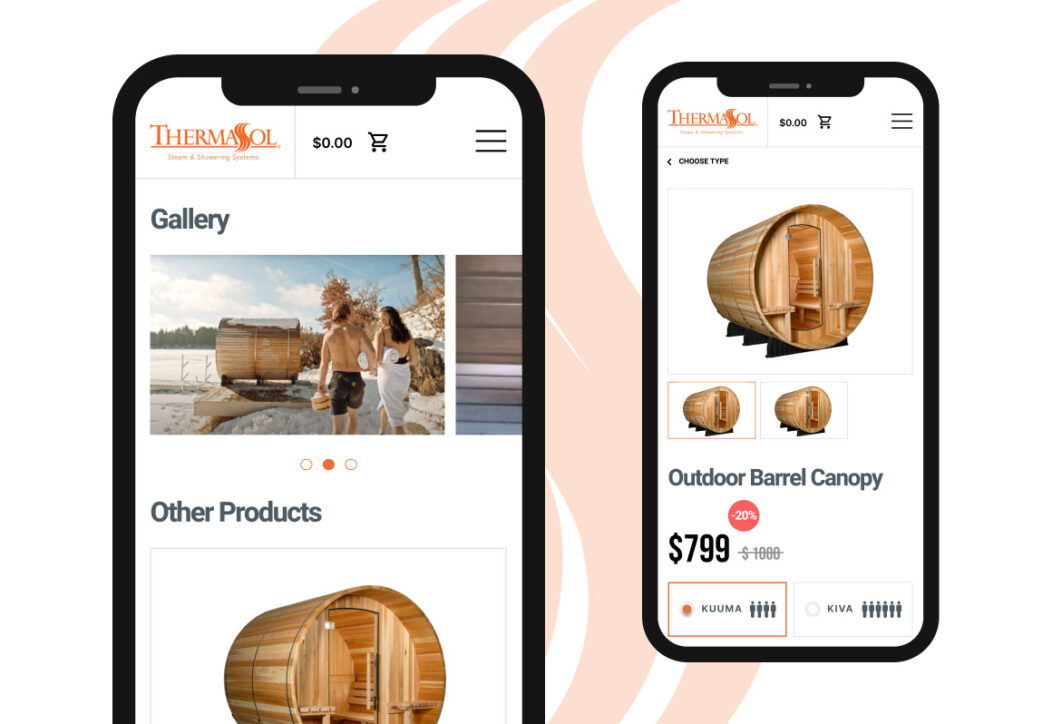 THERMASOL
Steam & Showering Systems
$0.00
Gallery
Other Products
THERMASOL
Steam & Showering Systems
$0.00
CHOOSE TYPE
Outdoor Barrel Canopy
-20%
$799 $ 1000
KUUMA
KIVA